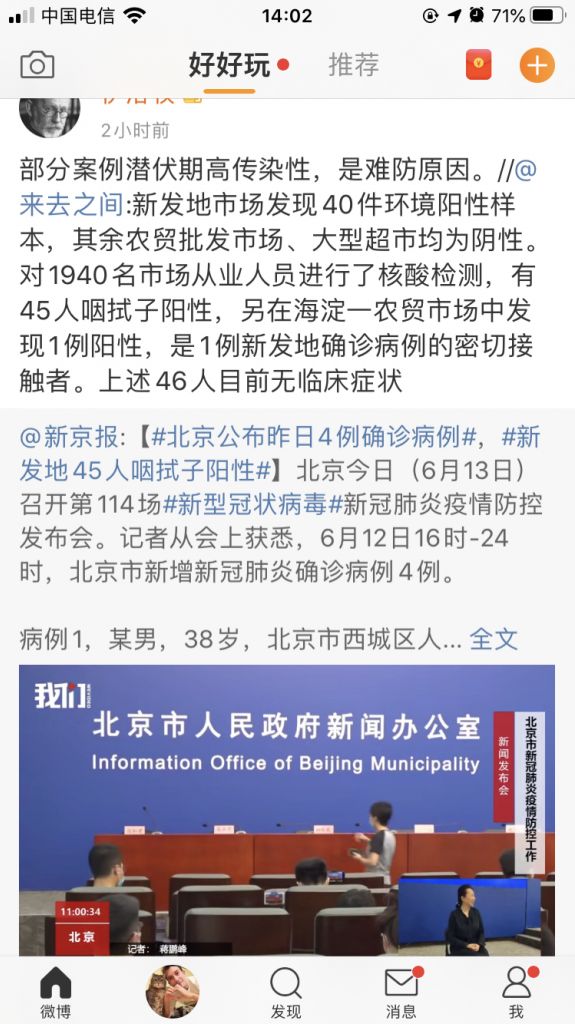 中国电信
14:02
71%
好好玩
推荐
2小时前
部分案例潜伏期高传染性，是难防原因。//@
来去之间:新发地市场发现40件环境阳性样
本，其余农贸批发市场、大型超市均为阴性。
对1940名市场从业人员进行了核酸检测，有
45人咽拭子阳性，另在海淀一农贸市场中发
现1例阳性，是1例新发地确诊病例的密切接
触者。上述46人目前无临床症状
@新京报:【#北京公布昨日4例确诊病例#，#新
发地45人咽拭子阳性#】北京今日（6月13日）
召开第114场#新型冠状病毒#新冠肺炎疫情防控
发布会。记者从会上获悉，6月12日16时-24
时，北京市新增新冠肺炎确诊病例4例。
病例1，某男，38岁，北京市西城区人... 全文
我们
北京市人民政府新闻办公室
Information Office of Beijing Municipality
北京市新冠肺炎疫情防控工作
新闻发布会
11:00:34
北京
记者：蒋鹏峰
微博
发现
消息
我